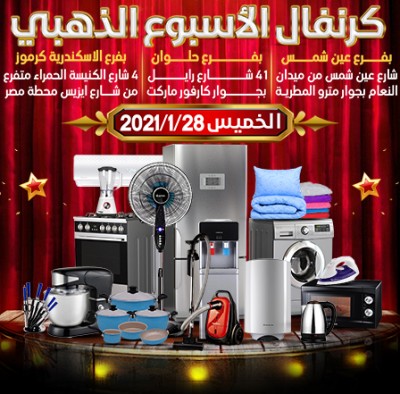 كرنفال الأسبوع الذهبي
بفرع عين شمس
شارع عين شمس من ميدان
النعام بجوار مترو المطرية
بفرع حلوان
41 شارع رايل
بجوار كارفور ماركت
بفرع الاسكندرية كرموز
4 شارع الكنيسة الحمراء متفرع
من شارع ايزيس محطة مصر
الخميس 2021/1/28